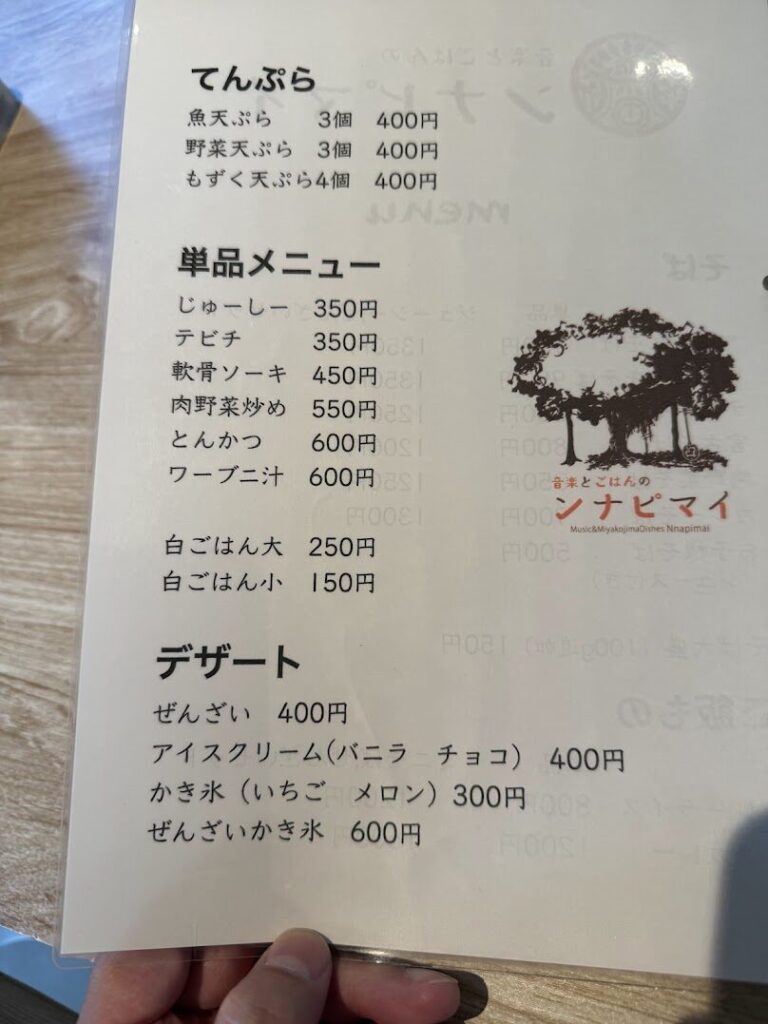 てんぷら
魚天ぷら 3個 400円
野菜天ぷら 3個 400円
もずく天ぷら4個 400円
単品メニュー
じゅーしー 350円
テビチ 350円
軟骨ソーキ 450円
肉野菜炒め 550円
とんかつ 600円
ワーブニ汁 600円
白ごはん大 250円
白ごはん小 150円
デザート
ぜんざい 400円
アイスクリーム(バニラ チョコ) 400円
かき氷(いちご メロン) 300円
ぜんざいかき氷 600円
音楽とごはんの
ンナピマイ
Music&MiyakojimaDishes Nnapimai